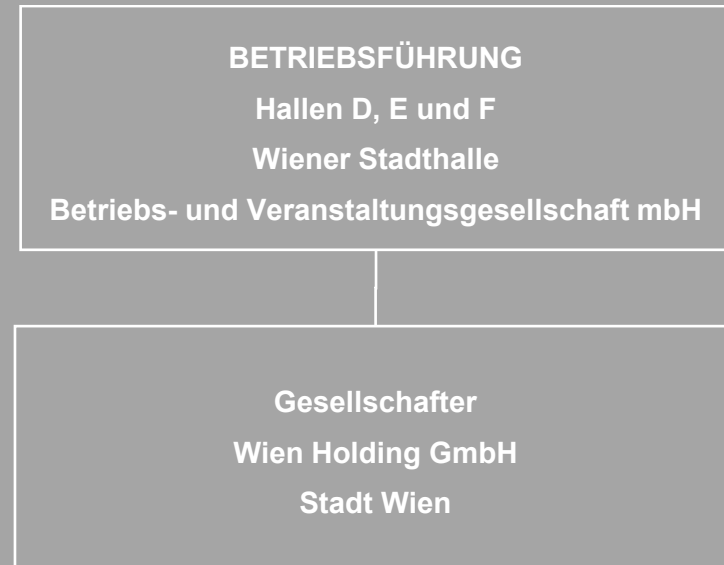 BETRIEBSFÜHRUNG
Hallen D, E und F
Wiener Stadthalle
Betriebs- und Veranstaltungsgesellschaft mbH
Gesellschafter
Wien Holding GmbH
Stadt Wien